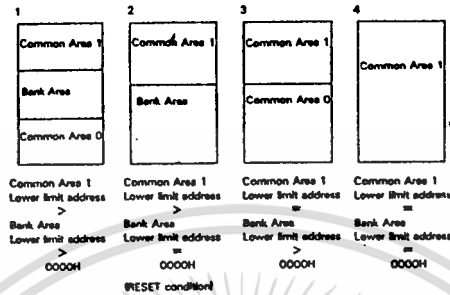 1
Common Area 1
Bank Area
Common Area 0
Common Area 1
Lower limit address
>
Bank Area
Lower limit address
>
0000H
2
Common Area 1
Bank Area
Common Area 1
Lower limit address
>
Bank Area
Lower limit address
=
0000H
(RESET condition)
3
Common Area 1
Common Area 0
Common Area 1
Lower limit address
=
Bank Area
Lower limit address
>
0000H
4
Common Area 1
Common Area 1
Lower limit address
=
Bank Area
Lower limit address
=
0000H